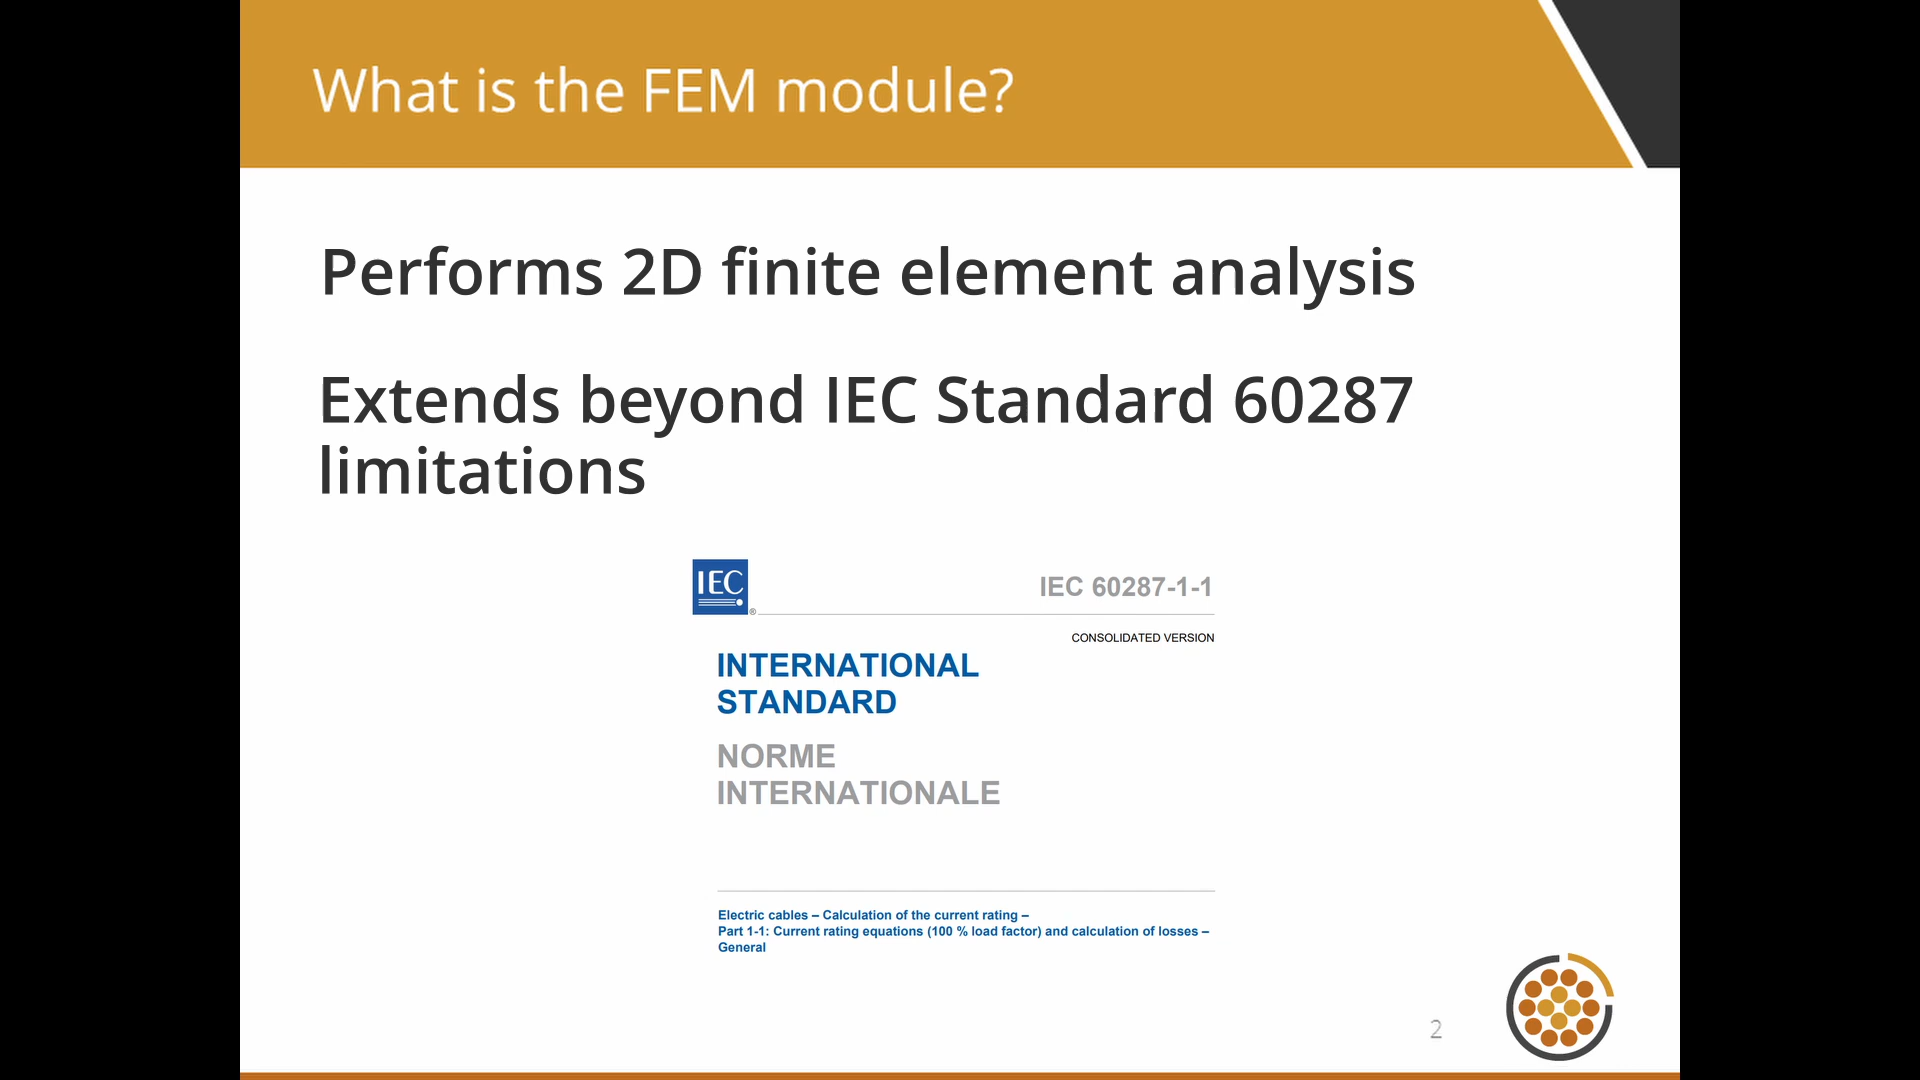 What is the FEM module?
Performs 2D finite element analysis
Extends beyond IEC Standard 60287
limitations
IEC
®
IEC 60287-1-1
CONSOLIDATED VERSION
INTERNATIONAL
STANDARD
NORME
INTERNATIONALE
Electric cables – Calculation of the current rating –
Part 1-1: Current rating equations (100 % load factor) and calculation of losses –
General
2